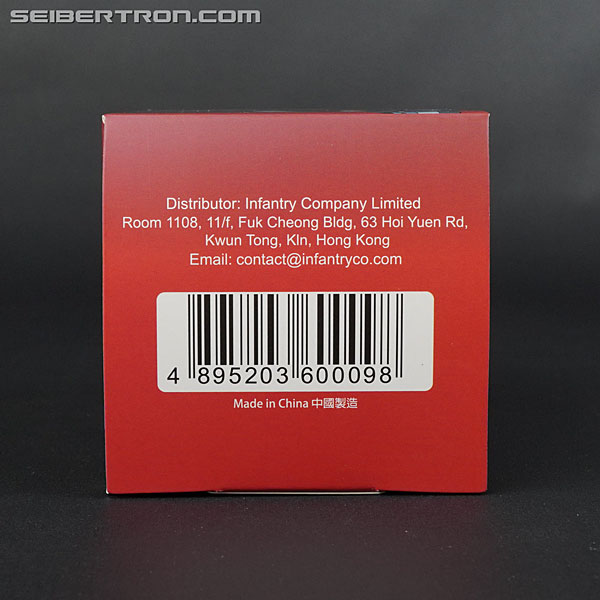 SEIBERTRON.COM
Distributor: Infantry Company Limited
Room 1108, 11/f, Fuk Cheong Bldg, 63 Hoi Yuen Rd,
Kwun Tong, Kln, Hong Kong
Email: contact@infantryco.com
4 895203 600098
Made in China 中國製造